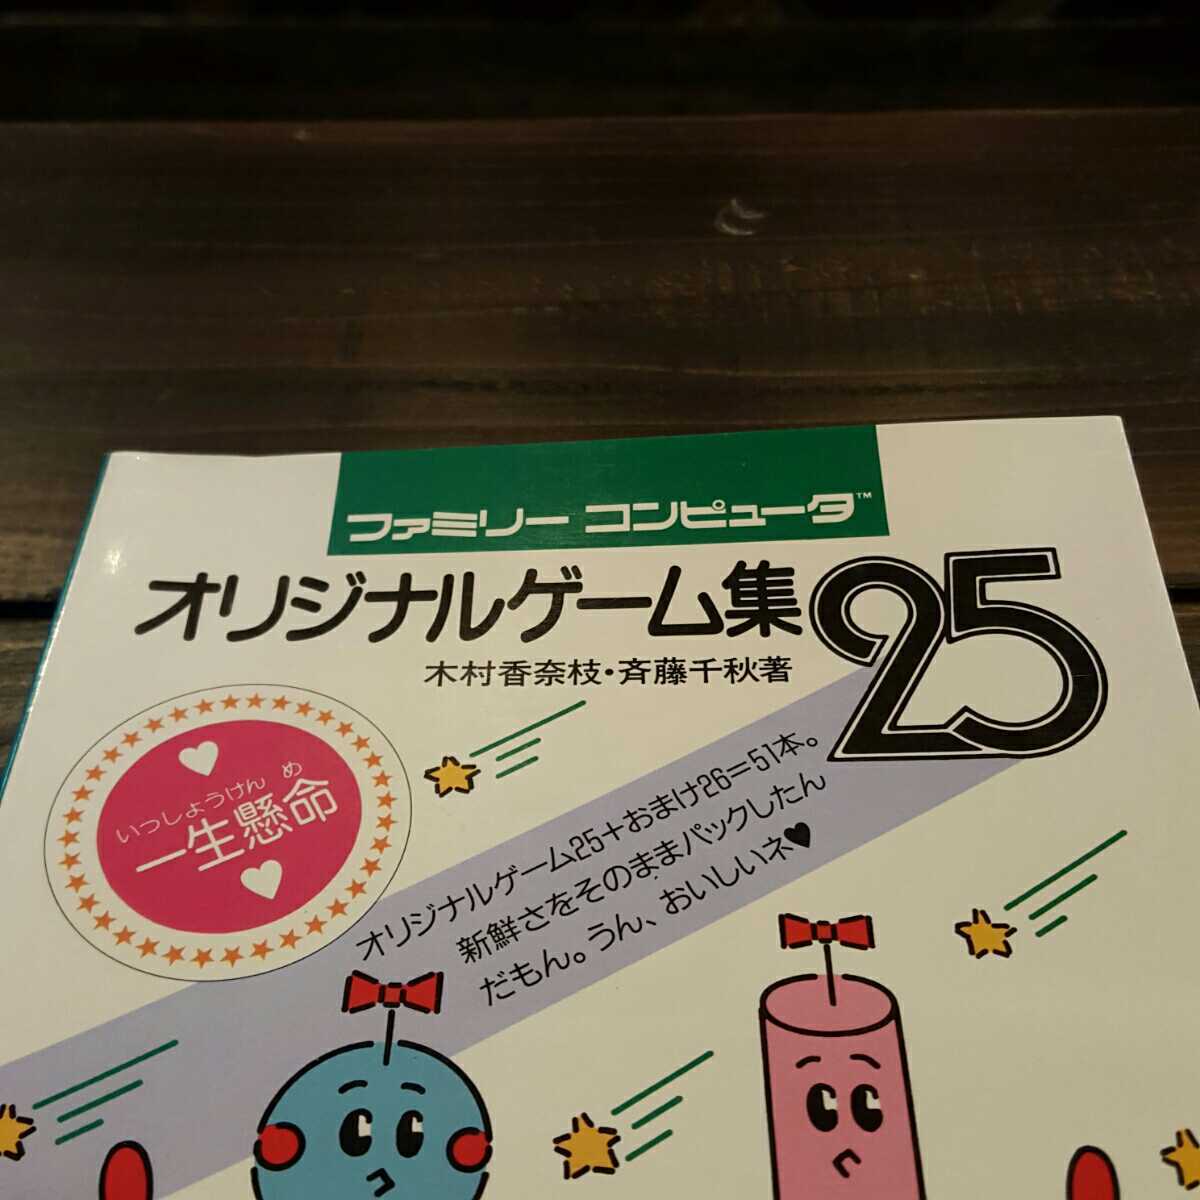 ファミリー コンピュータ™
オリジナルゲーム集25
木村香奈枝・斉藤千秋著
いっしょうけんめ
一生懸命
オリジナルゲーム25＋おまけ26＝51本。
新鮮さをそのままパックしたん
だもん。うん、おいしいネ♥